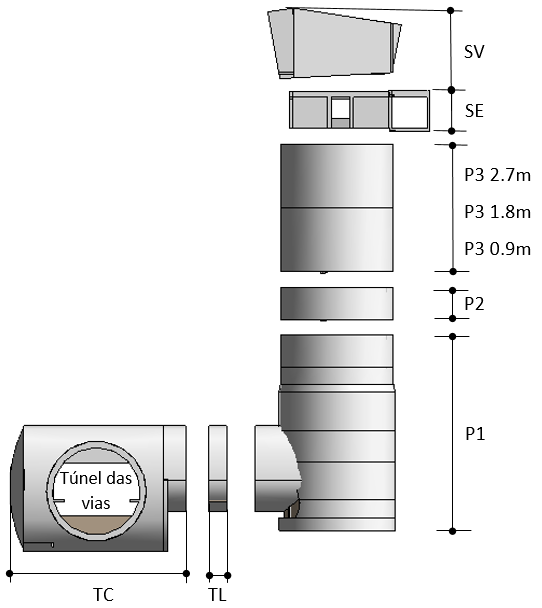 SV
SE
P3 2.7m
P3 1.8m
P3 0.9m
P2
P1
Túnel das
vias
TC
TL